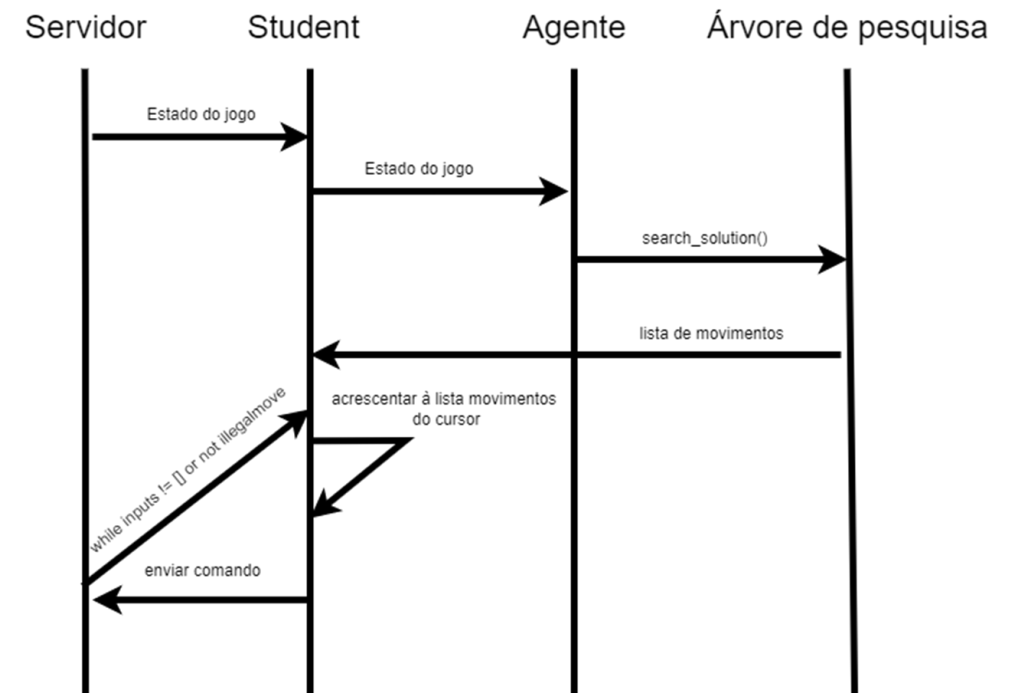 Servidor
Student
Agente
Árvore de pesquisa
Estado do jogo
Estado do jogo
search_solution()
lista de movimentos
acrescentar à lista movimentos
do cursor
while inputs != [] or not illegalmove
enviar comando